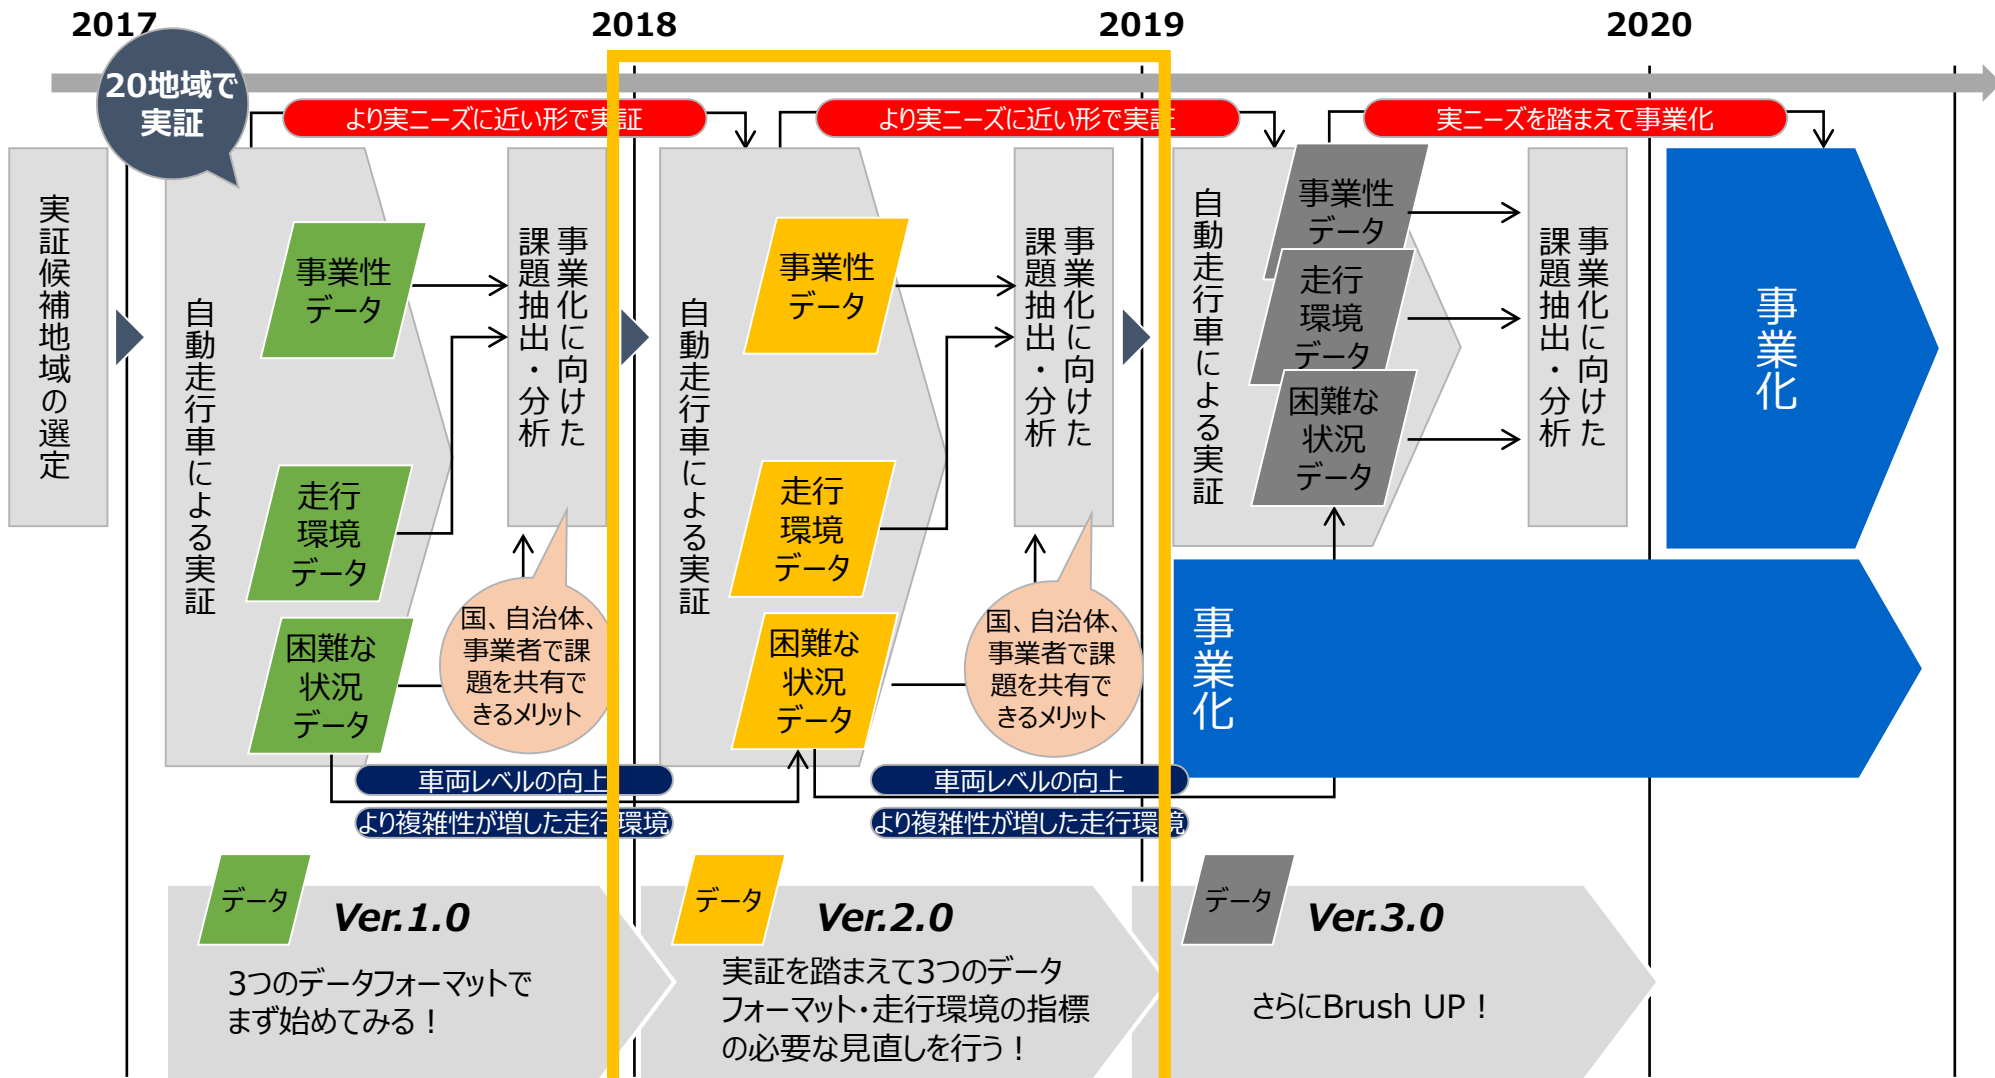 2017
2018
2019
2020
20地域で
実証
より実ニーズに近い形で実証
より実ニーズに近い形で実証
実ニーズを踏まえて事業化
実証候補地域の選定
自動走行車による実証
事業性
データ
走行
環境
データ
困難な
状況
データ
事業化に向けた
課題抽出・分析
国、自治体、
事業者で課
題を共有で
きるメリット
自動走行車による実証
事業性
データ
走行
環境
データ
困難な
状況
データ
事業化に向けた
課題抽出・分析
国、自治体、
事業者で課
題を共有で
きるメリット
自動走行車による実証
事業性
データ
走行
環境
データ
困難な
状況
データ
事業化に向けた
課題抽出・分析
事業化
事業化
車両レベルの向上
より複雑性が増した走行環境
車両レベルの向上
より複雑性が増した走行環境
データ
Ver.1.0
3つのデータフォーマットで
まず始めてみる！
データ
Ver.2.0
実証を踏まえて3つのデータ
フォーマット・走行環境の指標
の必要な見直しを行う！
データ
Ver.3.0
さらにBrush UP！